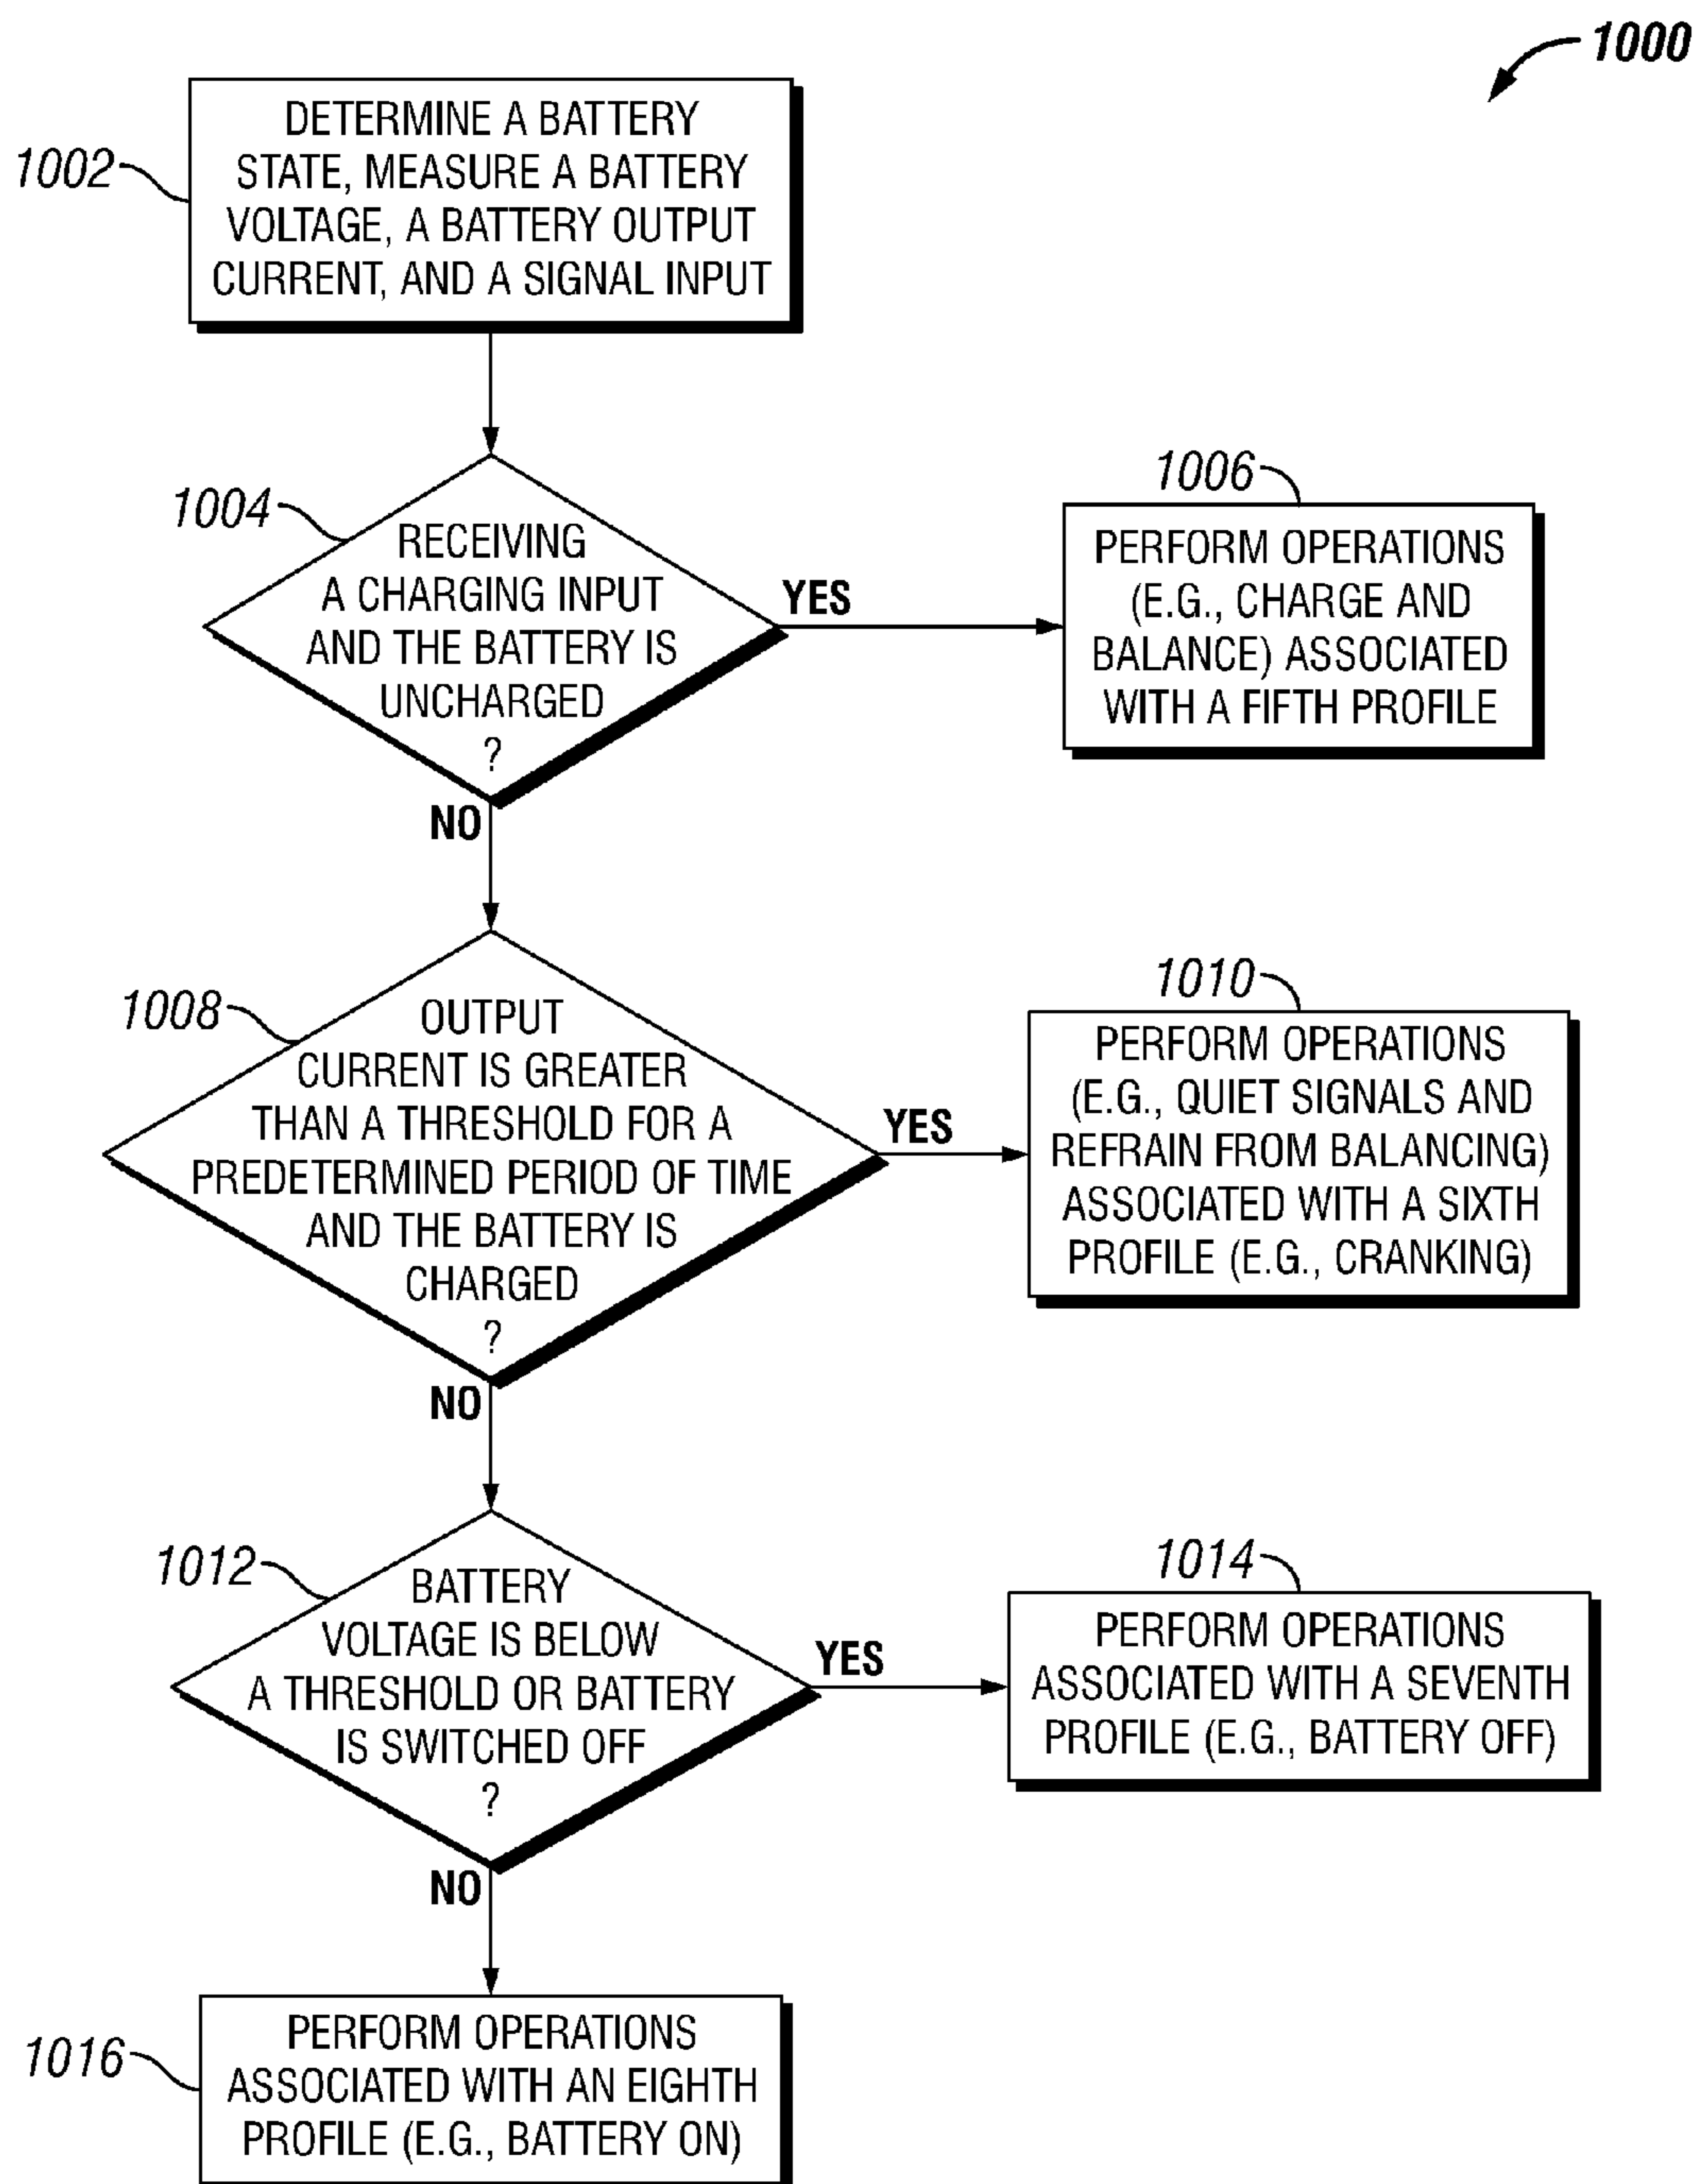 1000
1002
DETERMINE A BATTERY
STATE, MEASURE A BATTERY
VOLTAGE, A BATTERY OUTPUT
CURRENT, AND A SIGNAL INPUT
1004
RECEIVING
A CHARGING INPUT
AND THE BATTERY IS
UNCHARGED
?
YES
NO
1006
PERFORM OPERATIONS
(E.G., CHARGE AND
BALANCE) ASSOCIATED
WITH A FIFTH PROFILE
1008
OUTPUT
CURRENT IS GREATER
THAN A THRESHOLD FOR A
PREDETERMINED PERIOD OF TIME
AND THE BATTERY IS
CHARGED
?
YES
NO
1010
PERFORM OPERATIONS
(E.G., QUIET SIGNALS AND
REFRAIN FROM BALANCING)
ASSOCIATED WITH A SIXTH
PROFILE (E.G., CRANKING)
1012
BATTERY
VOLTAGE IS BELOW
A THRESHOLD OR BATTERY
IS SWITCHED OFF
?
YES
NO
1014
PERFORM OPERATIONS
ASSOCIATED WITH A SEVENTH
PROFILE (E.G., BATTERY OFF)
1016
PERFORM OPERATIONS
ASSOCIATED WITH AN EIGHTH
PROFILE (E.G., BATTERY ON)